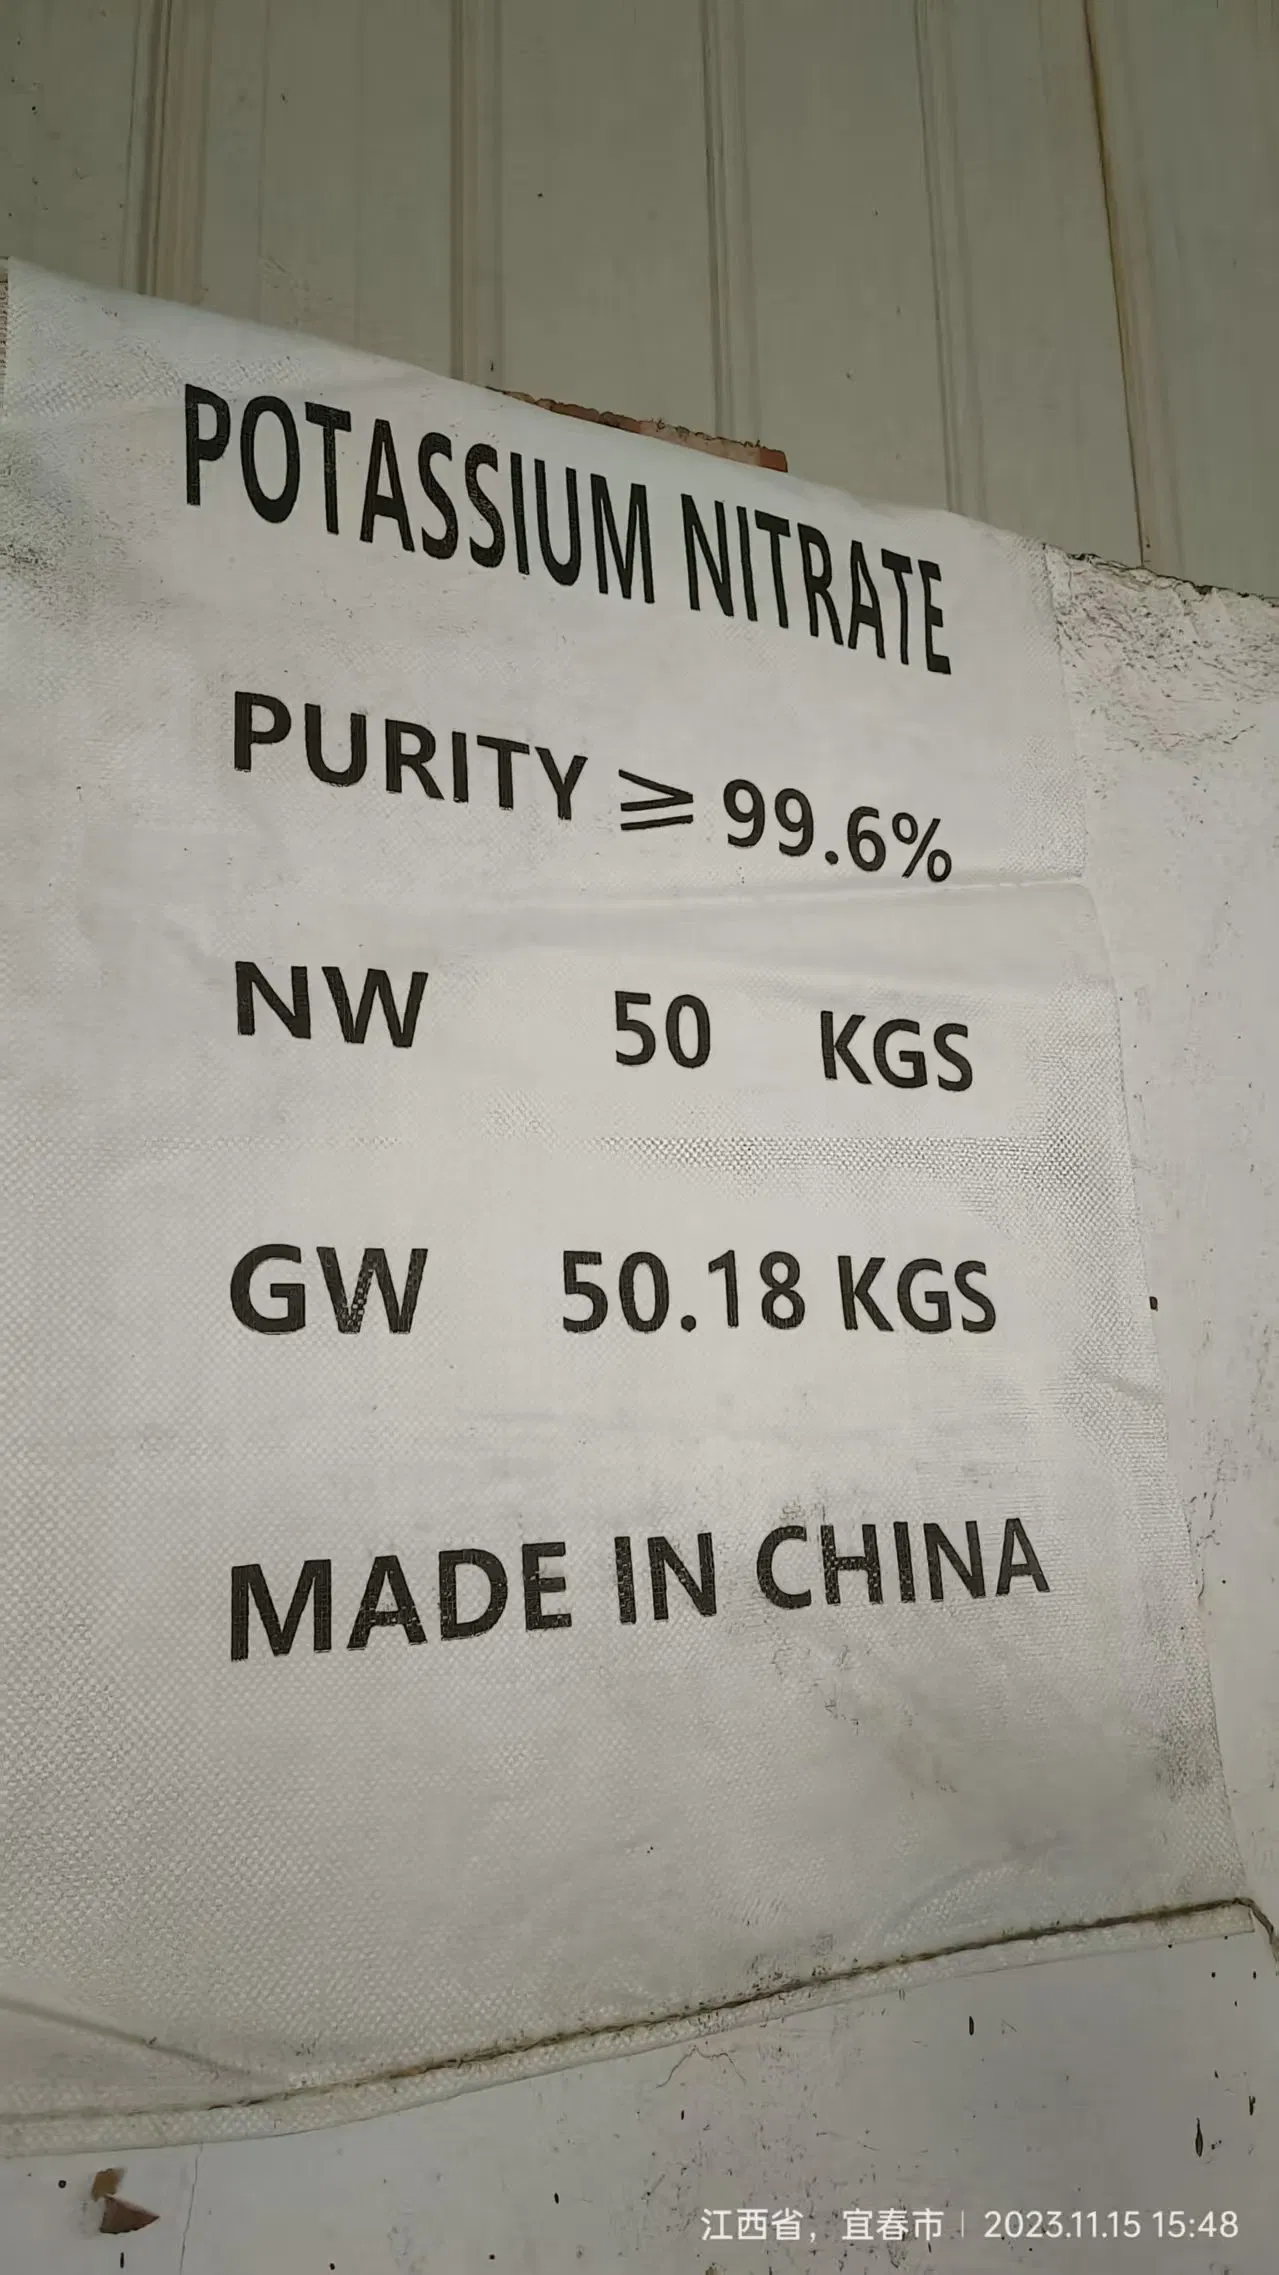 POTASSIUM NITRATE
PURITY ≧ 99.6%
NW 50 KGS
GW 50.18 KGS
MADE IN CHINA
江西省，宜春市 | 2023.11.15 15:48